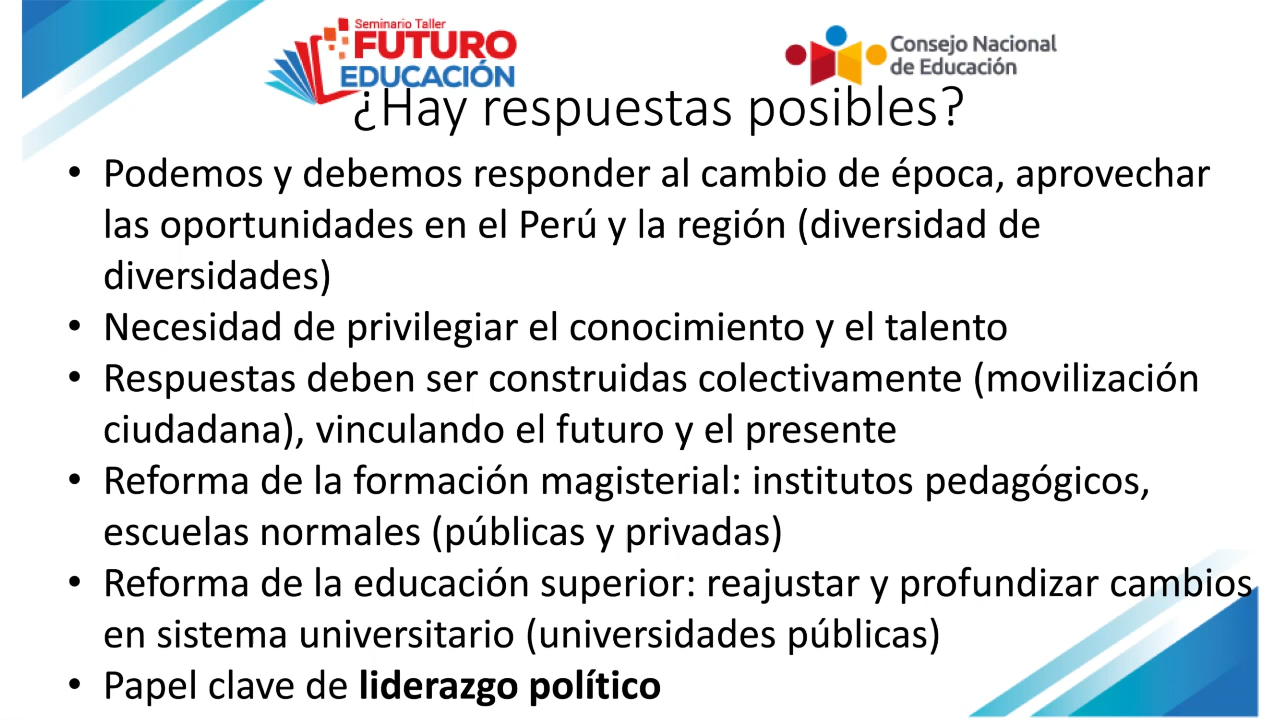 Seminario Taller
FUTURO
EDUCACIÓN
Consejo Nacional
de Educación
¿Hay respuestas posibles?
• Podemos y debemos responder al cambio de época, aprovechar
las oportunidades en el Perú y la región (diversidad de
diversidades)
• Necesidad de privilegiar el conocimiento y el talento
• Respuestas deben ser construidas colectivamente (movilización
ciudadana), vinculando el futuro y el presente
• Reforma de la formación magisterial: institutos pedagógicos,
escuelas normales (públicas y privadas)
• Reforma de la educación superior: reajustar y profundizar cambios
en sistema universitario (universidades públicas)
• Papel clave de liderazgo político